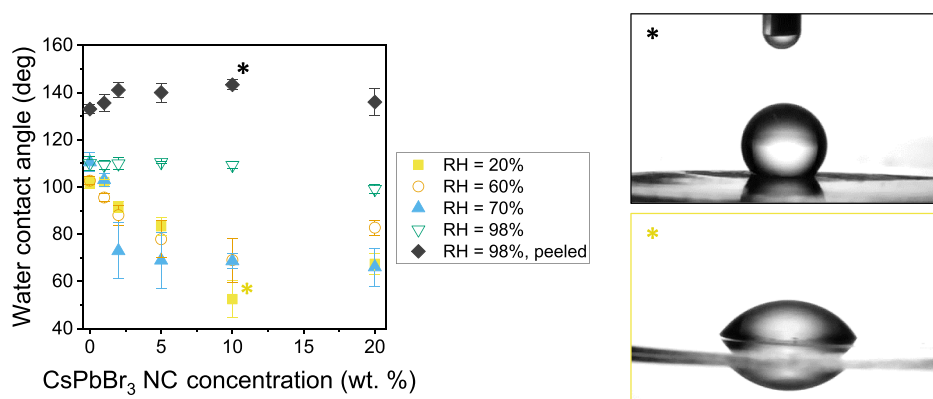 160
140
120
100
80
60
40
Water contact angle (deg)
0
5
10
15
20
CsPbBr₃ NC concentration (wt. %)
*
*
RH = 20%
RH = 60%
RH = 70%
RH = 98%
RH = 98%, peeled
*
*